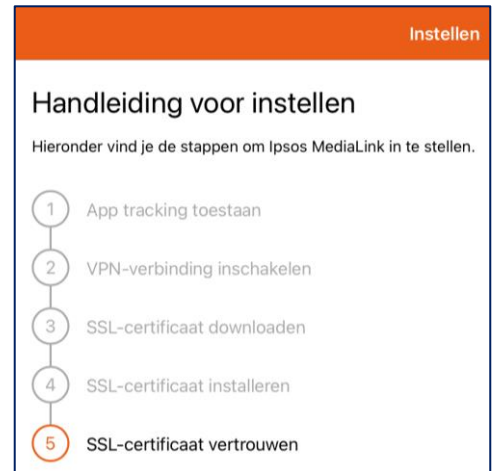 Instellen
Handleiding voor instellen
Hieronder vind je de stappen om Ipsos MediaLink in te stellen.
1 App tracking toestaan
2 VPN-verbinding inschakelen
3 SSL-certificaat downloaden
4 SSL-certificaat installeren
5 SSL-certificaat vertrouwen